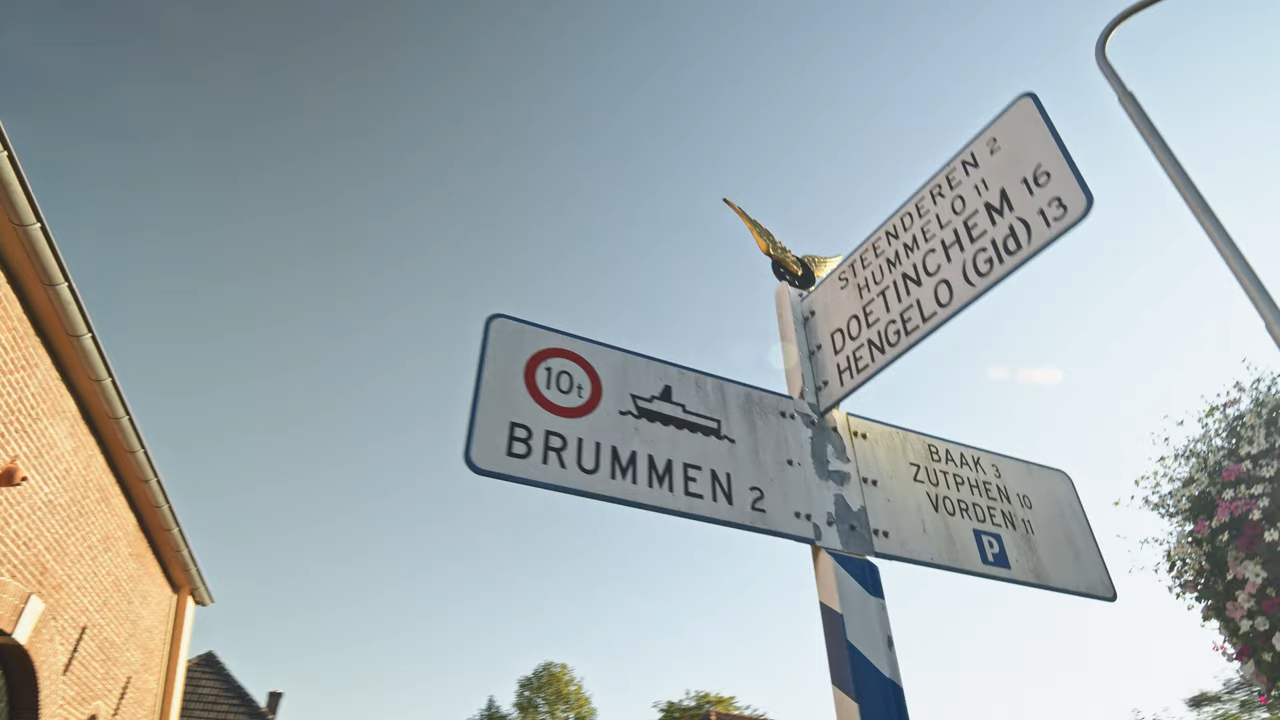 STEENDEREN 2
HUMMELO 11
DOETINCHEM 16
HENGELO (Gld) 13
10t
BRUMMEN 2
BAAK 3
ZUTPHEN 10
VORDEN 11
P